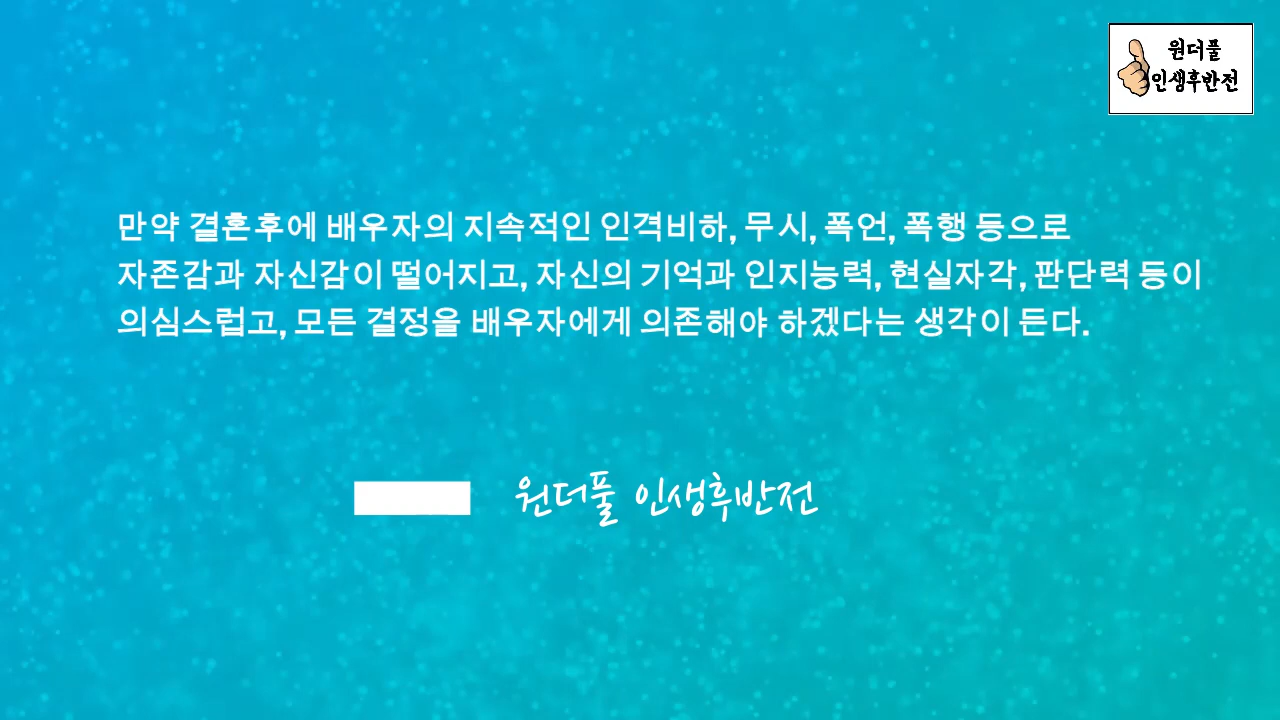 원더풀
인생후반전
만약 결혼후에 배우자의 지속적인 인격비하, 무시, 폭언, 폭행 등으로
자존감과 자신감이 떨어지고, 자신의 기억과 인지능력, 현실자각, 판단력 등이
의심스럽고, 모든 결정을 배우자에게 의존해야 하겠다는 생각이 든다.
원더풀 인생후반전